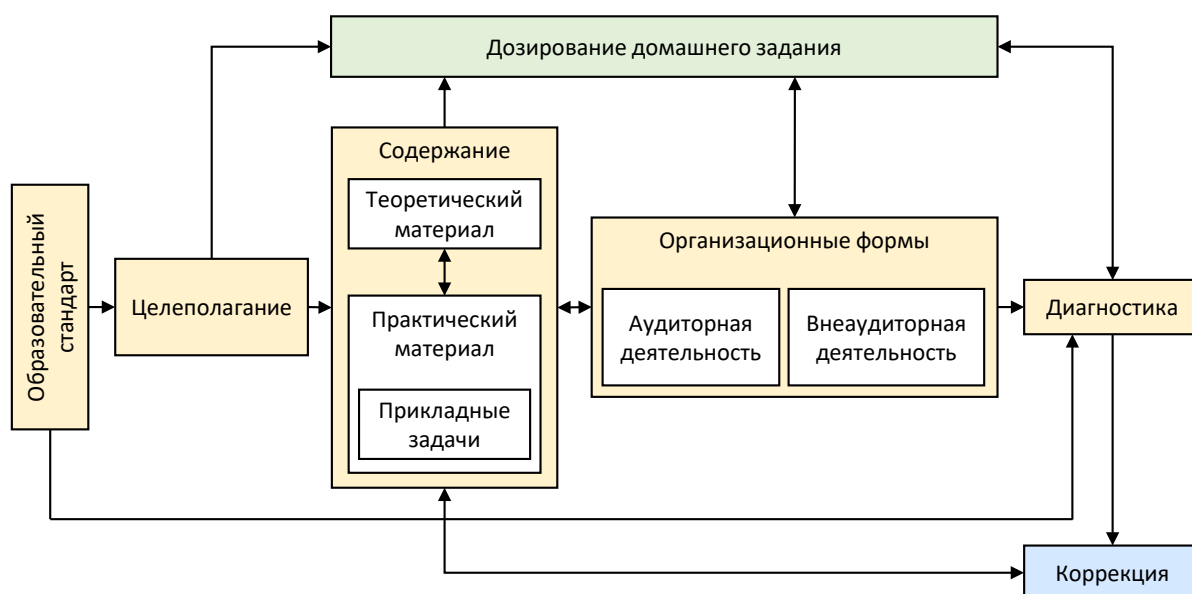 Дозирование домашнего задания
Содержание
Теоретический
материал
Практический
материал
Прикладные
задачи
Образовательный
стандарт
Целеполагание
Организационные формы
Аудиторная
деятельность
Внеаудиторная
деятельность
Диагностика
Коррекция